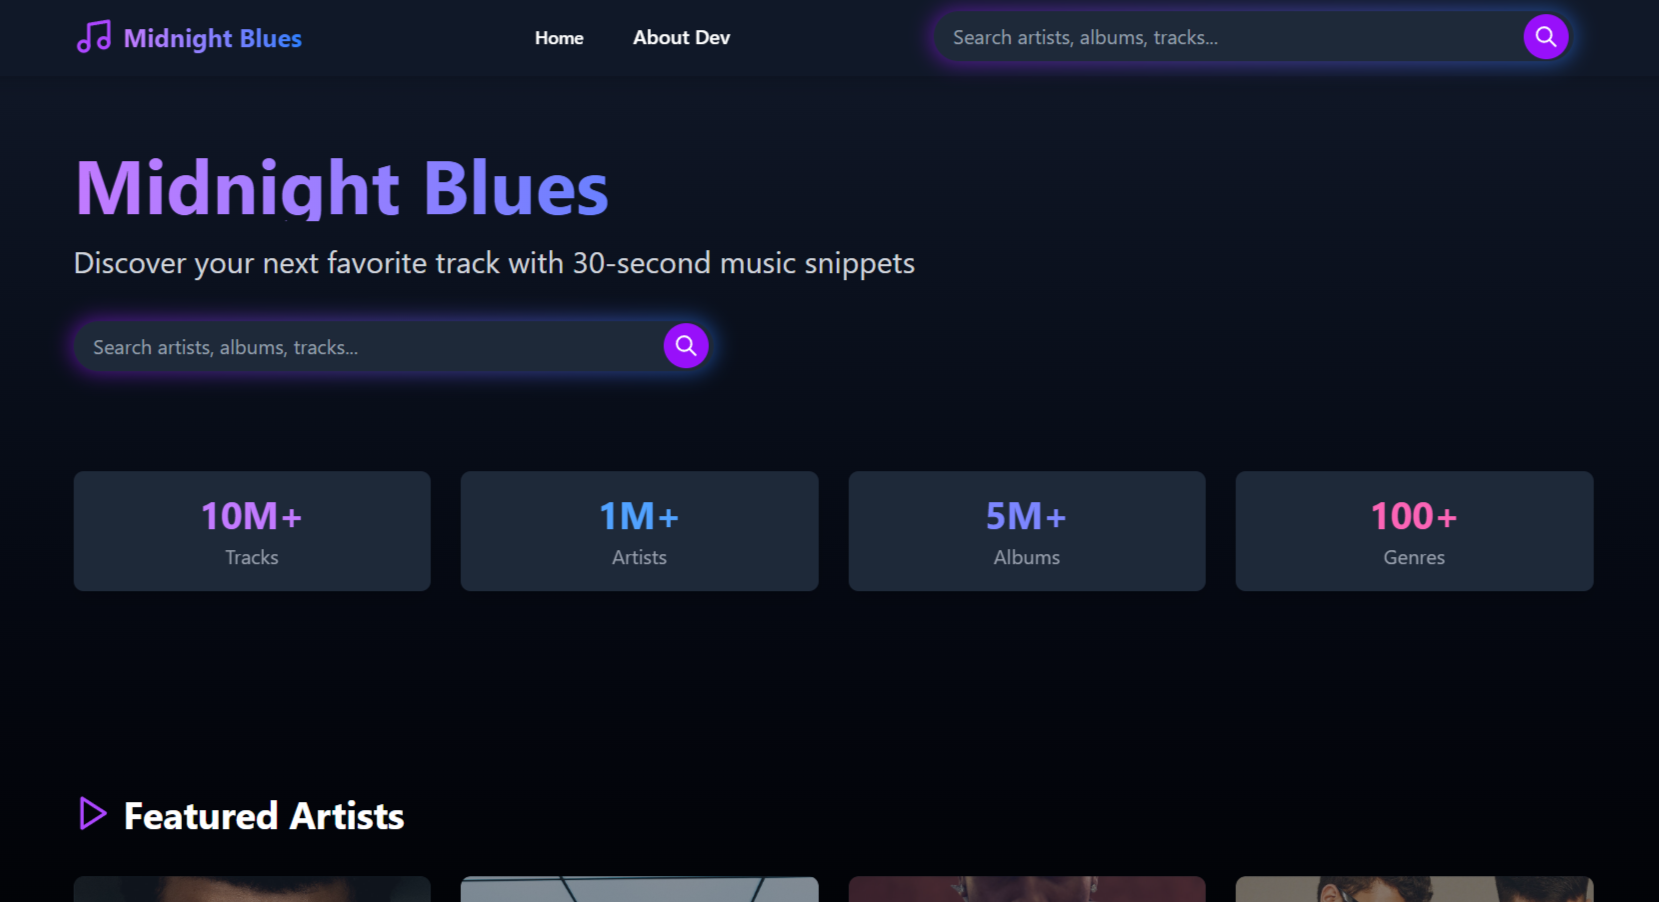 Midnight Blues
Home
About Dev
Search artists, albums, tracks...
Midnight Blues
Discover your next favorite track with 30-second music snippets
Search artists, albums, tracks...
10M+
Tracks
1M+
Artists
5M+
Albums
100+
Genres
Featured Artists